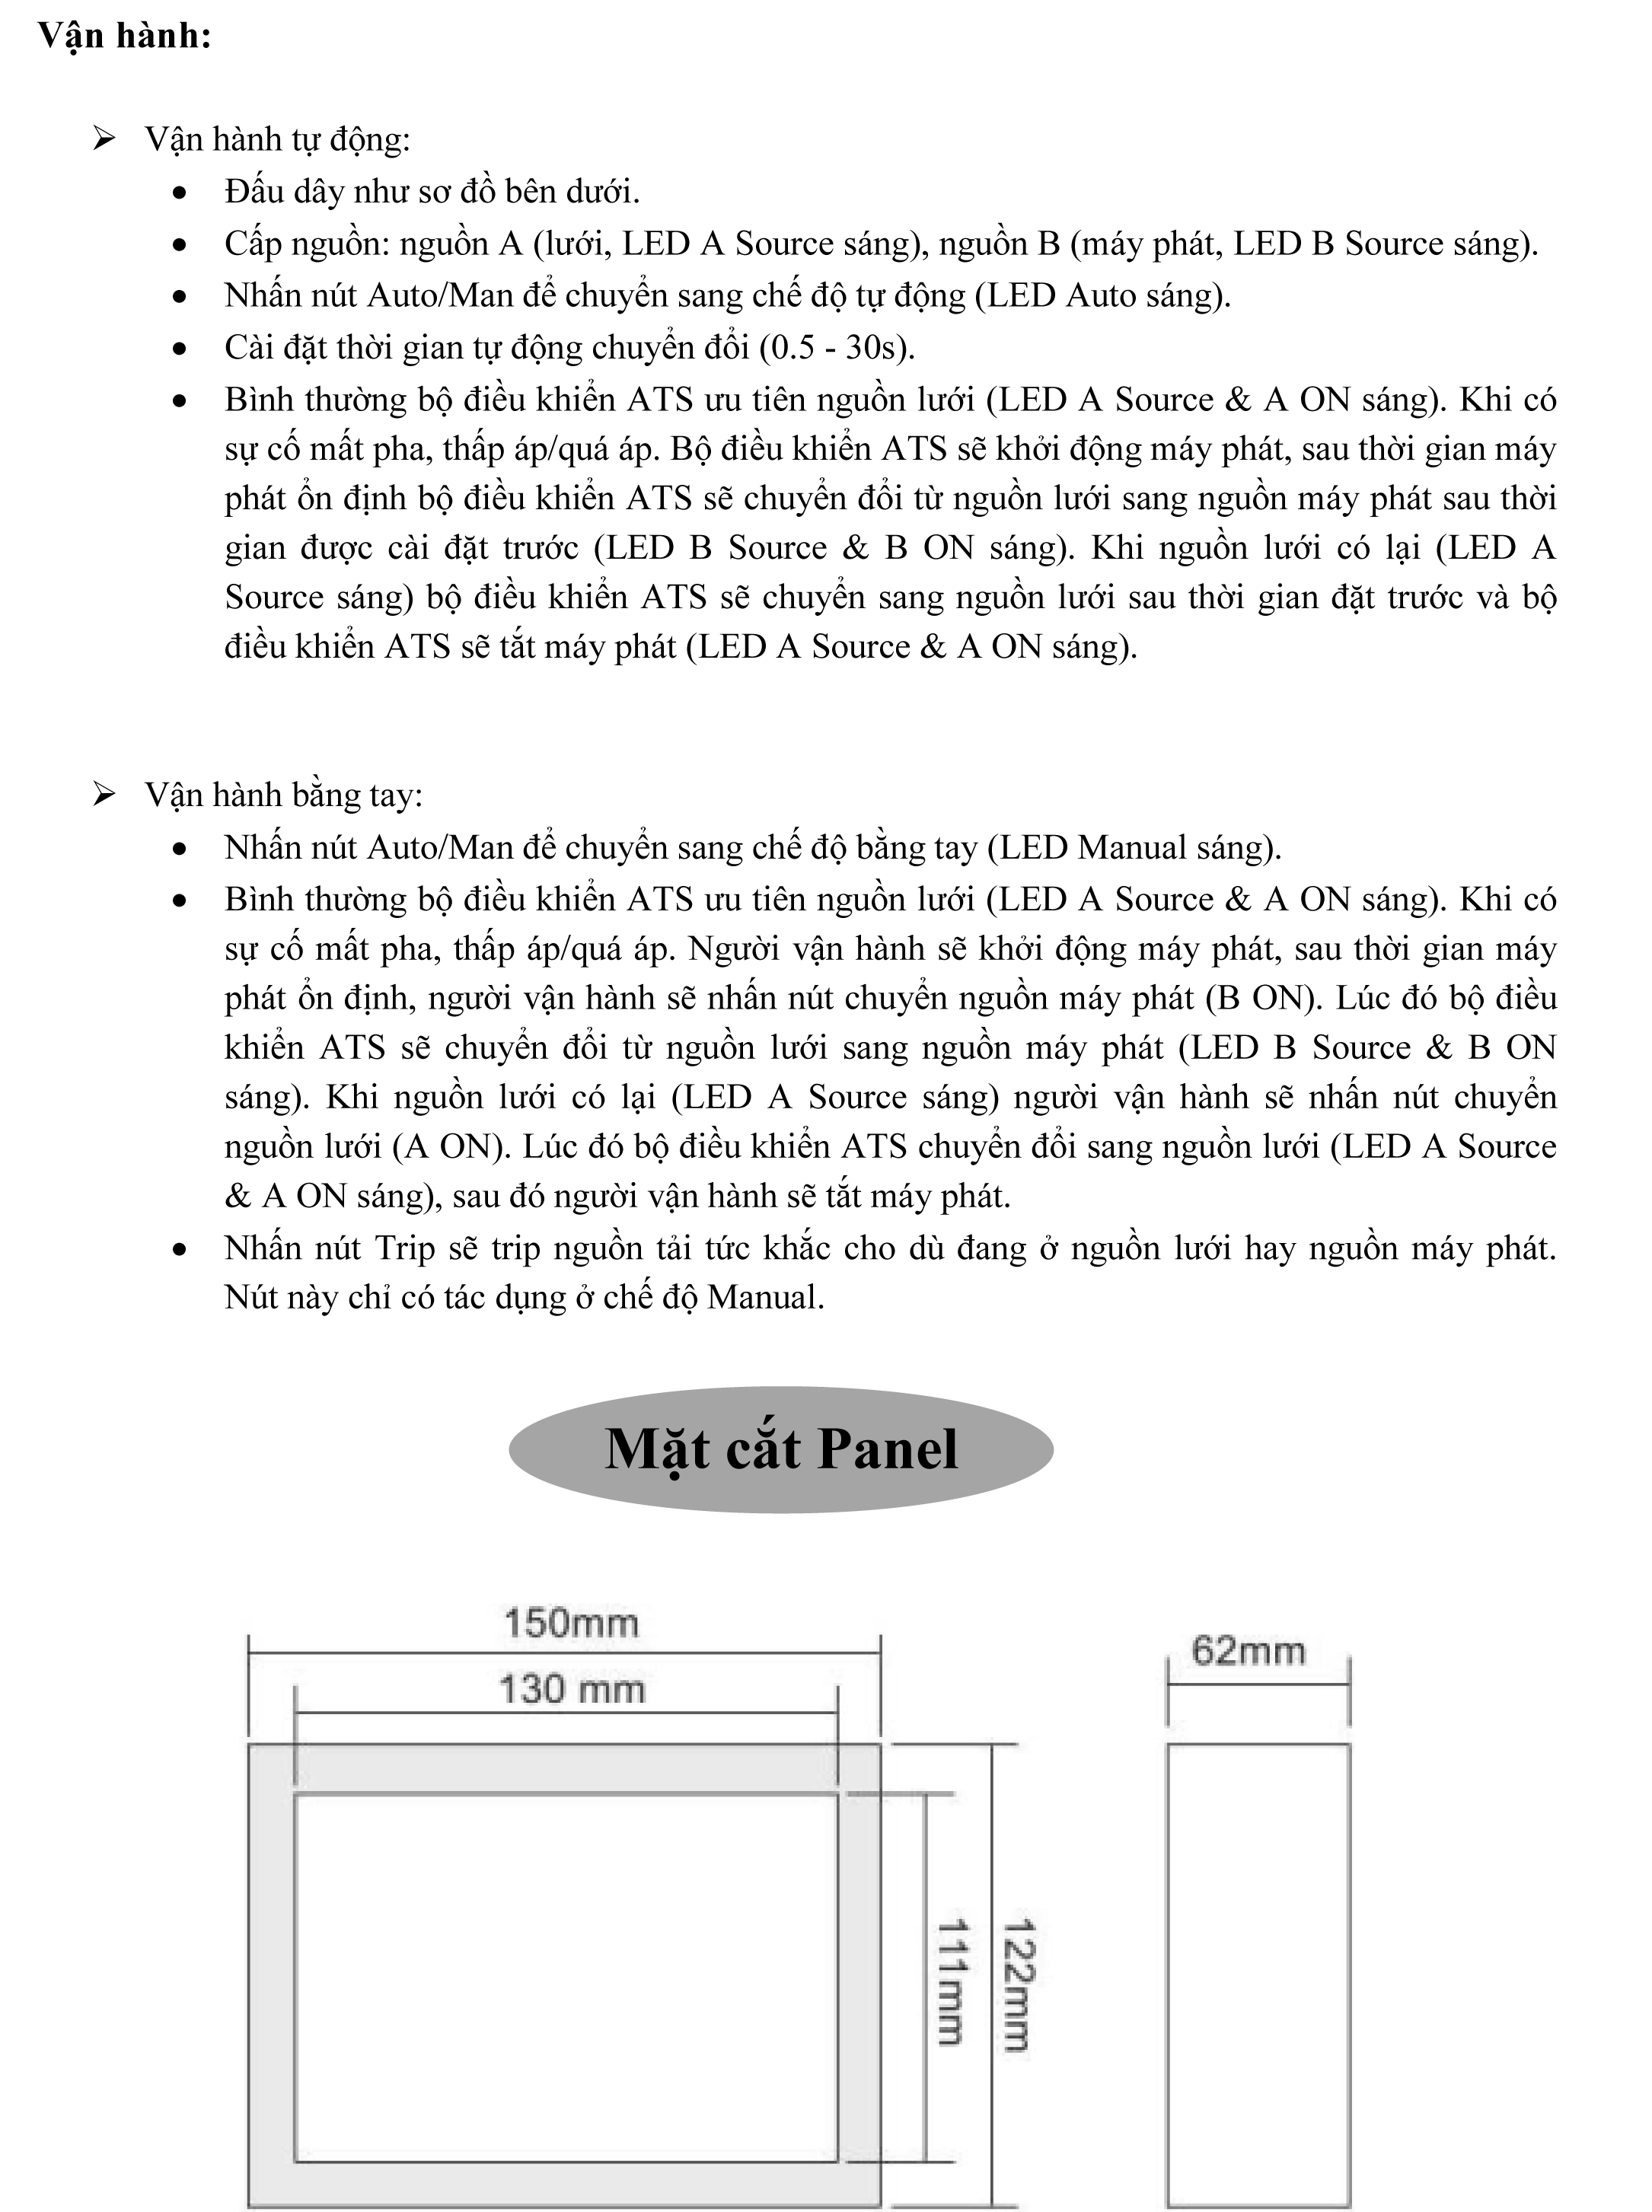 Vận hành:
➢ Vận hành tự động:
• Đấu dây như sơ đồ bên dưới.
• Cấp nguồn: nguồn A (lưới, LED A Source sáng), nguồn B (máy phát, LED B Source sáng).
• Nhấn nút Auto/Man để chuyển sang chế độ tự động (LED Auto sáng).
• Cài đặt thời gian tự động chuyển đổi (0.5 - 30s).
• Bình thường bộ điều khiển ATS ưu tiên nguồn lưới (LED A Source & A ON sáng). Khi có
sự cố mất pha, thấp áp/quá áp. Bộ điều khiển ATS sẽ khởi động máy phát, sau thời gian máy
phát ổn định bộ điều khiển ATS sẽ chuyển đổi từ nguồn lưới sang nguồn máy phát sau thời
gian được cài đặt trước (LED B Source & B ON sáng). Khi nguồn lưới có lại (LED A
Source sáng) bộ điều khiển ATS sẽ chuyển sang nguồn lưới sau thời gian đặt trước và bộ
điều khiển ATS sẽ tắt máy phát (LED A Source & A ON sáng).
➢ Vận hành bằng tay:
• Nhấn nút Auto/Man để chuyển sang chế độ bằng tay (LED Manual sáng).
• Bình thường bộ điều khiển ATS ưu tiên nguồn lưới (LED A Source & A ON sáng). Khi có
sự cố mất pha, thấp áp/quá áp. Người vận hành sẽ khởi động máy phát, sau thời gian máy
phát ổn định, người vận hành sẽ nhấn nút chuyển nguồn máy phát (B ON). Lúc đó bộ điều
khiển ATS sẽ chuyển đổi từ nguồn lưới sang nguồn máy phát (LED B Source & B ON
sáng). Khi nguồn lưới có lại (LED A Source sáng) người vận hành sẽ nhấn nút chuyển
nguồn lưới (A ON). Lúc đó bộ điều khiển ATS chuyển đổi sang nguồn lưới (LED A Source
& A ON sáng), sau đó người vận hành sẽ tắt máy phát.
• Nhấn nút Trip sẽ trip nguồn tải tức khắc cho dù đang ở nguồn lưới hay nguồn máy phát.
Nút này chỉ có tác dụng ở chế độ Manual.
Mặt cắt Panel
150mm
62mm
130 mm
111mm
122mm